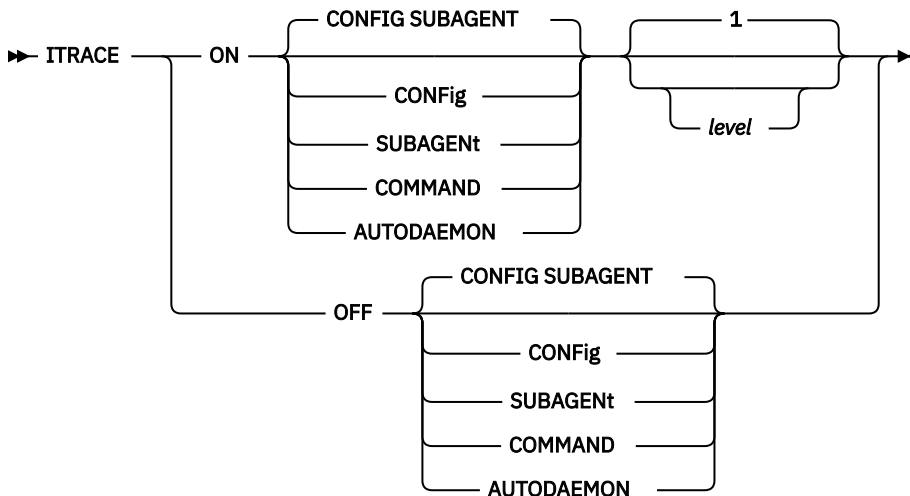 CONFIG SUBAGENT 1
ITRACE ON
CONFig
level
SUBAGENt
COMMAND
AUTODAEMON
CONFIG SUBAGENT
OFF
CONFig
SUBAGENt
COMMAND
AUTODAEMON